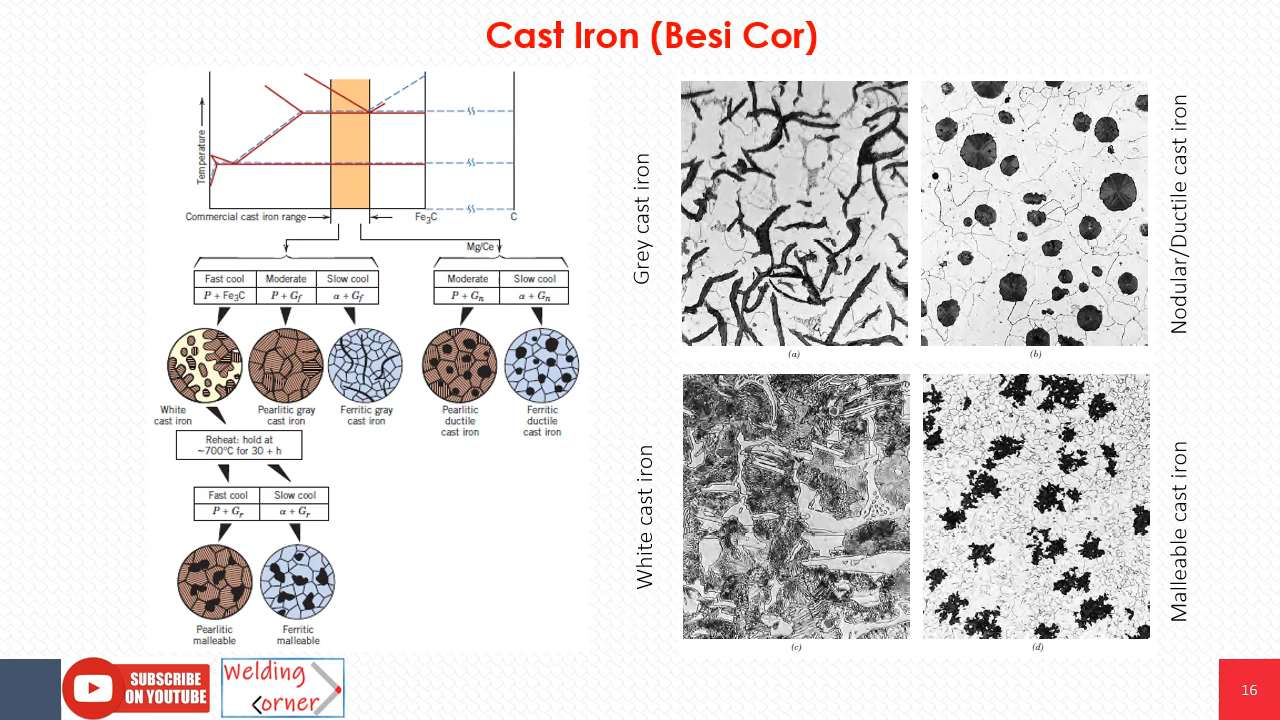 Cast Iron (Besi Cor)
Temperature
Commercial cast iron range
Fe₃C
C
Mg/Ce
Fast cool
Moderate
Slow cool
P + Fe₃C
P + Gf
α + Gf
Moderate
Slow cool
P + Gn
α + Gn
White
cast iron
Pearlitic gray
cast iron
Ferritic gray
cast iron
Pearlitic
ductile
cast iron
Ferritic
ductile
cast iron
Reheat: hold at
~700°C for 30 + h
Fast cool
Slow cool
P + Gr
α + Gr
Pearlitic
malleable
Ferritic
malleable
Grey cast iron
(a)
(b)
Nodular/Ductile cast iron
White cast iron
(c)
(d)
Malleable cast iron
SUBSCRIBE
ON YOUTUBE
Welding
Corner
16